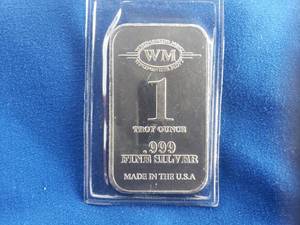 WM
1
TROY OUNCE
.999
FINE SILVER
MADE IN THE U.S.A